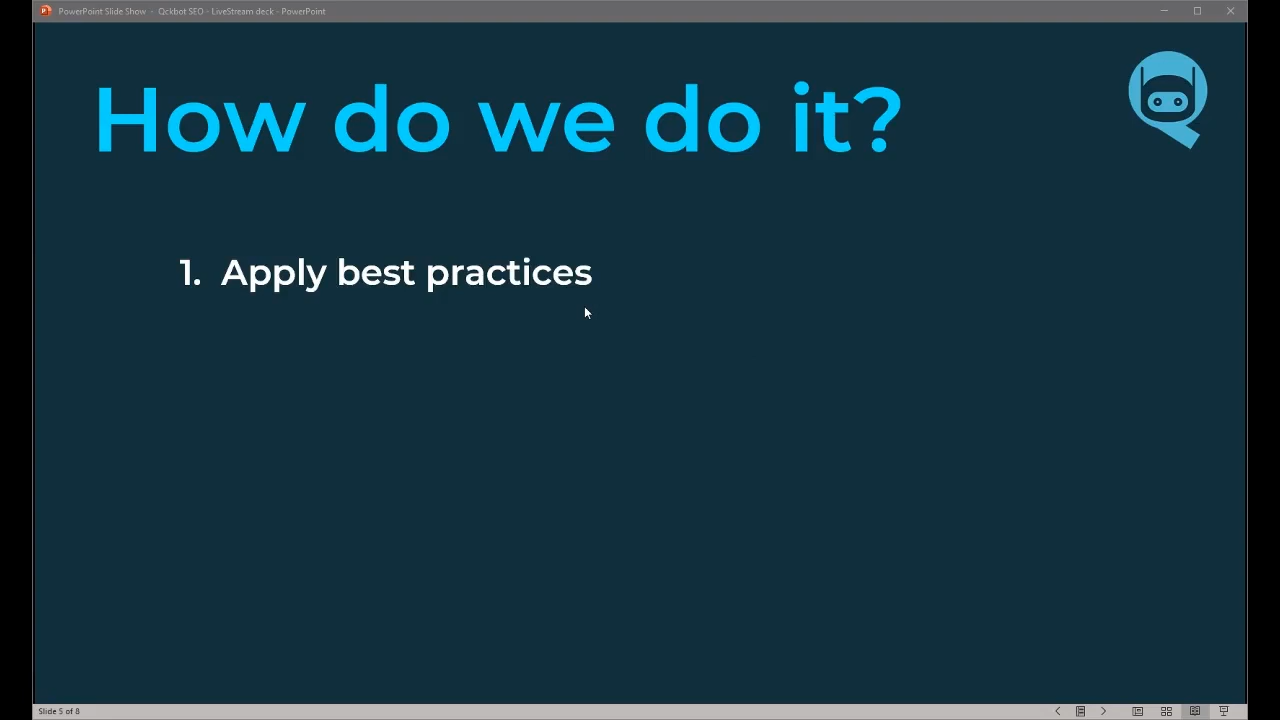 PowerPoint Slide Show - Qckbot SEO - LiveStream deck - PowerPoint
How do we do it?
1. Apply best practices
Slide 5 of 8